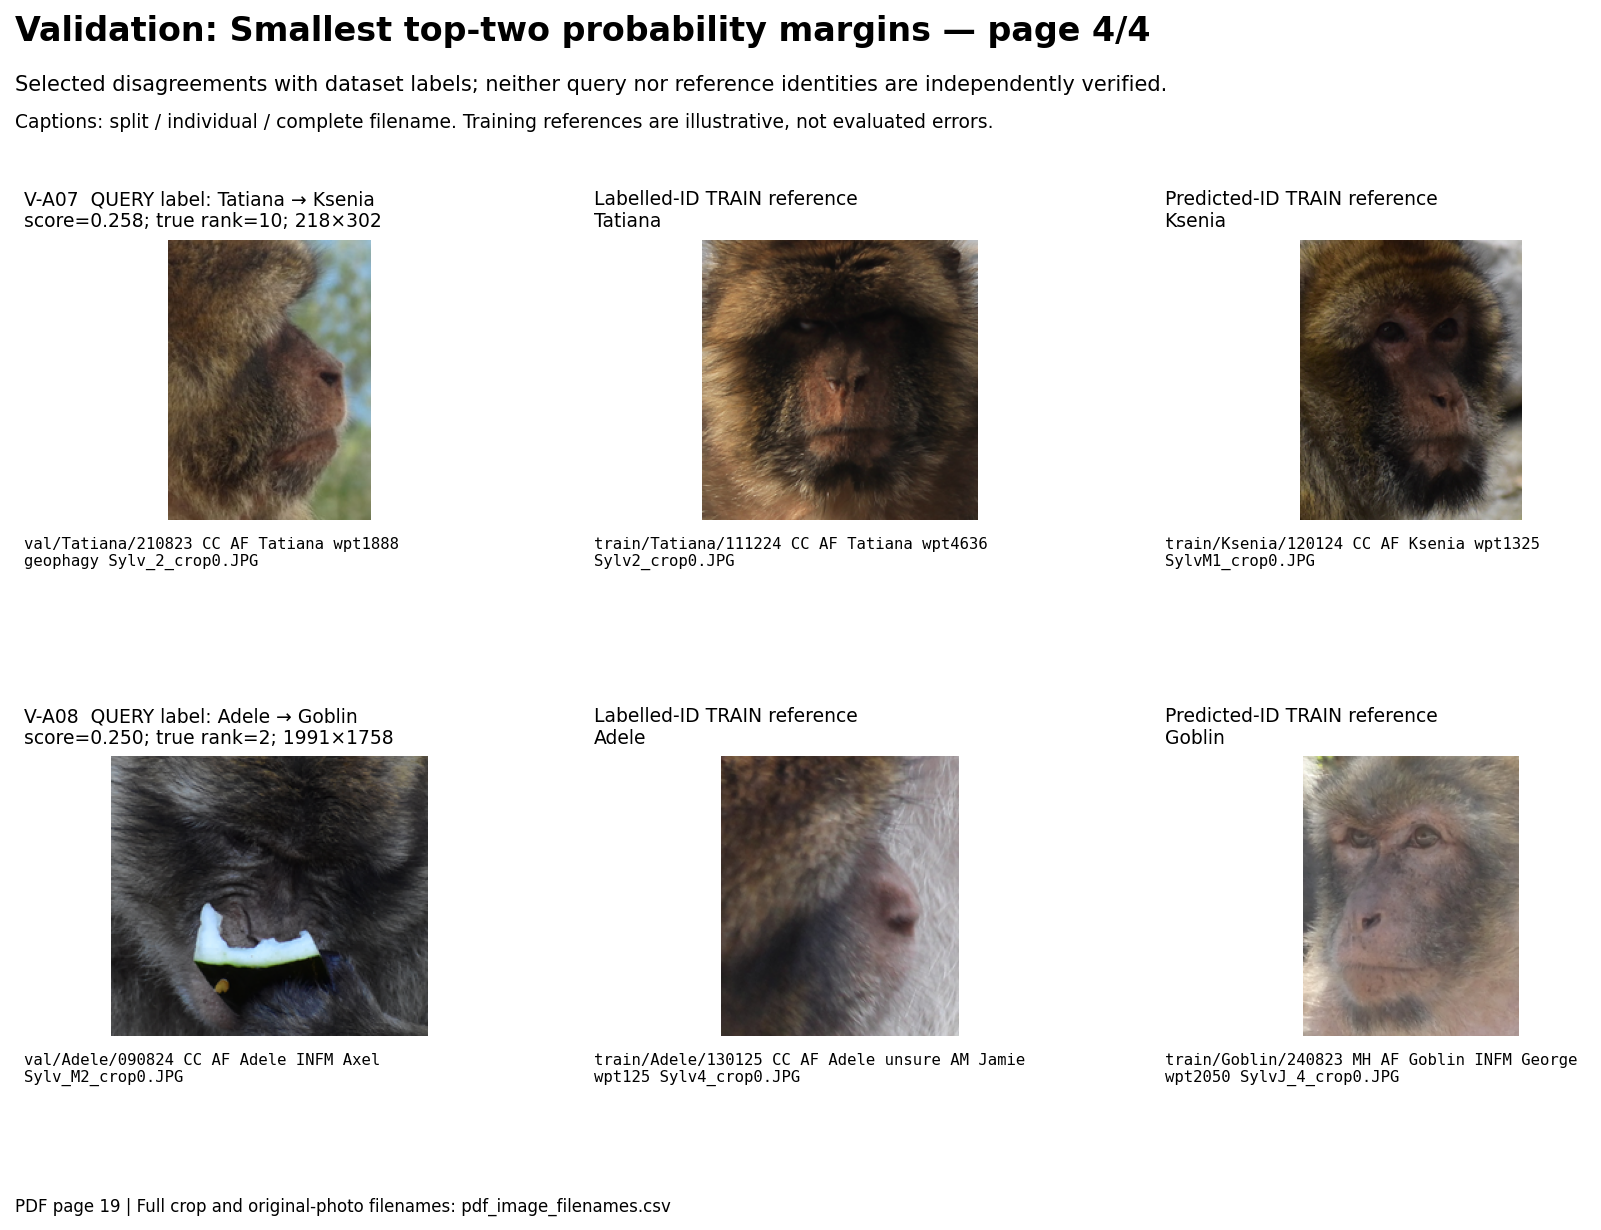 Validation: Smallest top-two probability margins — page 4/4
Selected disagreements with dataset labels; neither query nor reference identities are independently verified.
Captions: split / individual / complete filename. Training references are illustrative, not evaluated errors.
V-A07  QUERY label: Tatiana → Ksenia
score=0.258; true rank=10; 218×302
Labelled-ID TRAIN reference
Tatiana
Predicted-ID TRAIN reference
Ksenia
val/Tatiana/210823 CC AF Tatiana wpt1888
geophagy Sylv_2_crop0.JPG
train/Tatiana/111224 CC AF Tatiana wpt4636
Sylv2_crop0.JPG
train/Ksenia/120124 CC AF Ksenia wpt1325
SylvM1_crop0.JPG
V-A08  QUERY label: Adele → Goblin
score=0.250; true rank=2; 1991×1758
Labelled-ID TRAIN reference
Adele
Predicted-ID TRAIN reference
Goblin
val/Adele/090824 CC AF Adele INFM Axel
Sylv_M2_crop0.JPG
train/Adele/130125 CC AF Adele unsure AM Jamie
wpt125 Sylv4_crop0.JPG
train/Goblin/240823 MH AF Goblin INFM George
wpt2050 SylvJ_4_crop0.JPG
PDF page 19 | Full crop and original-photo filenames: pdf_image_filenames.csv